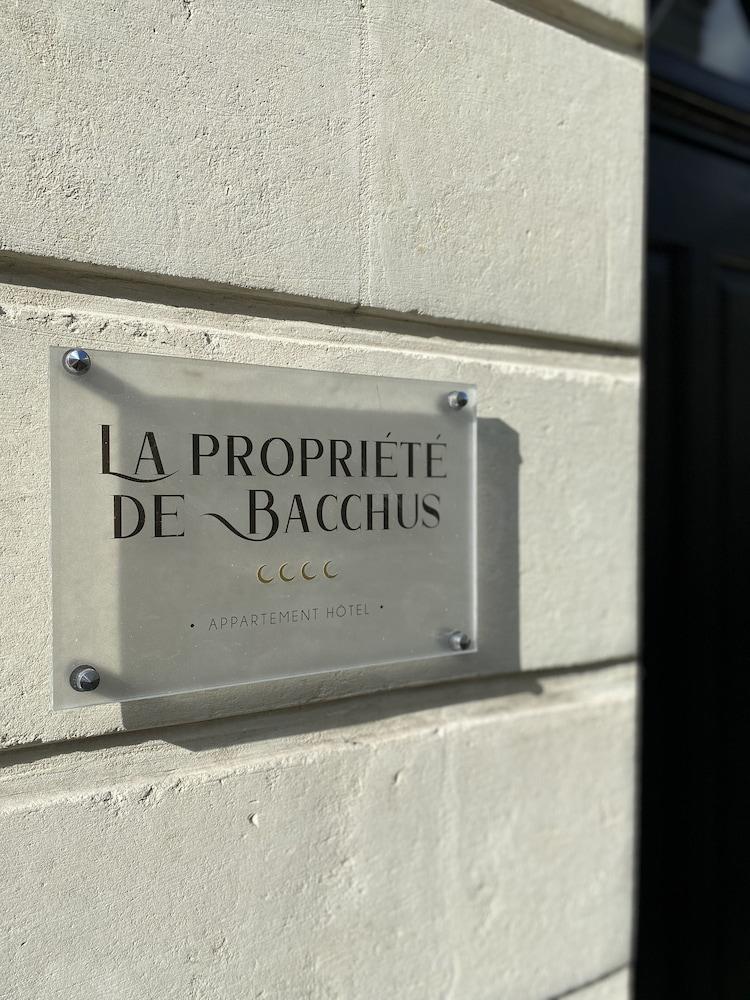 LA PROPRIÉTÉ
DE BACCHUS
• APPARTEMENT HÔTEL •